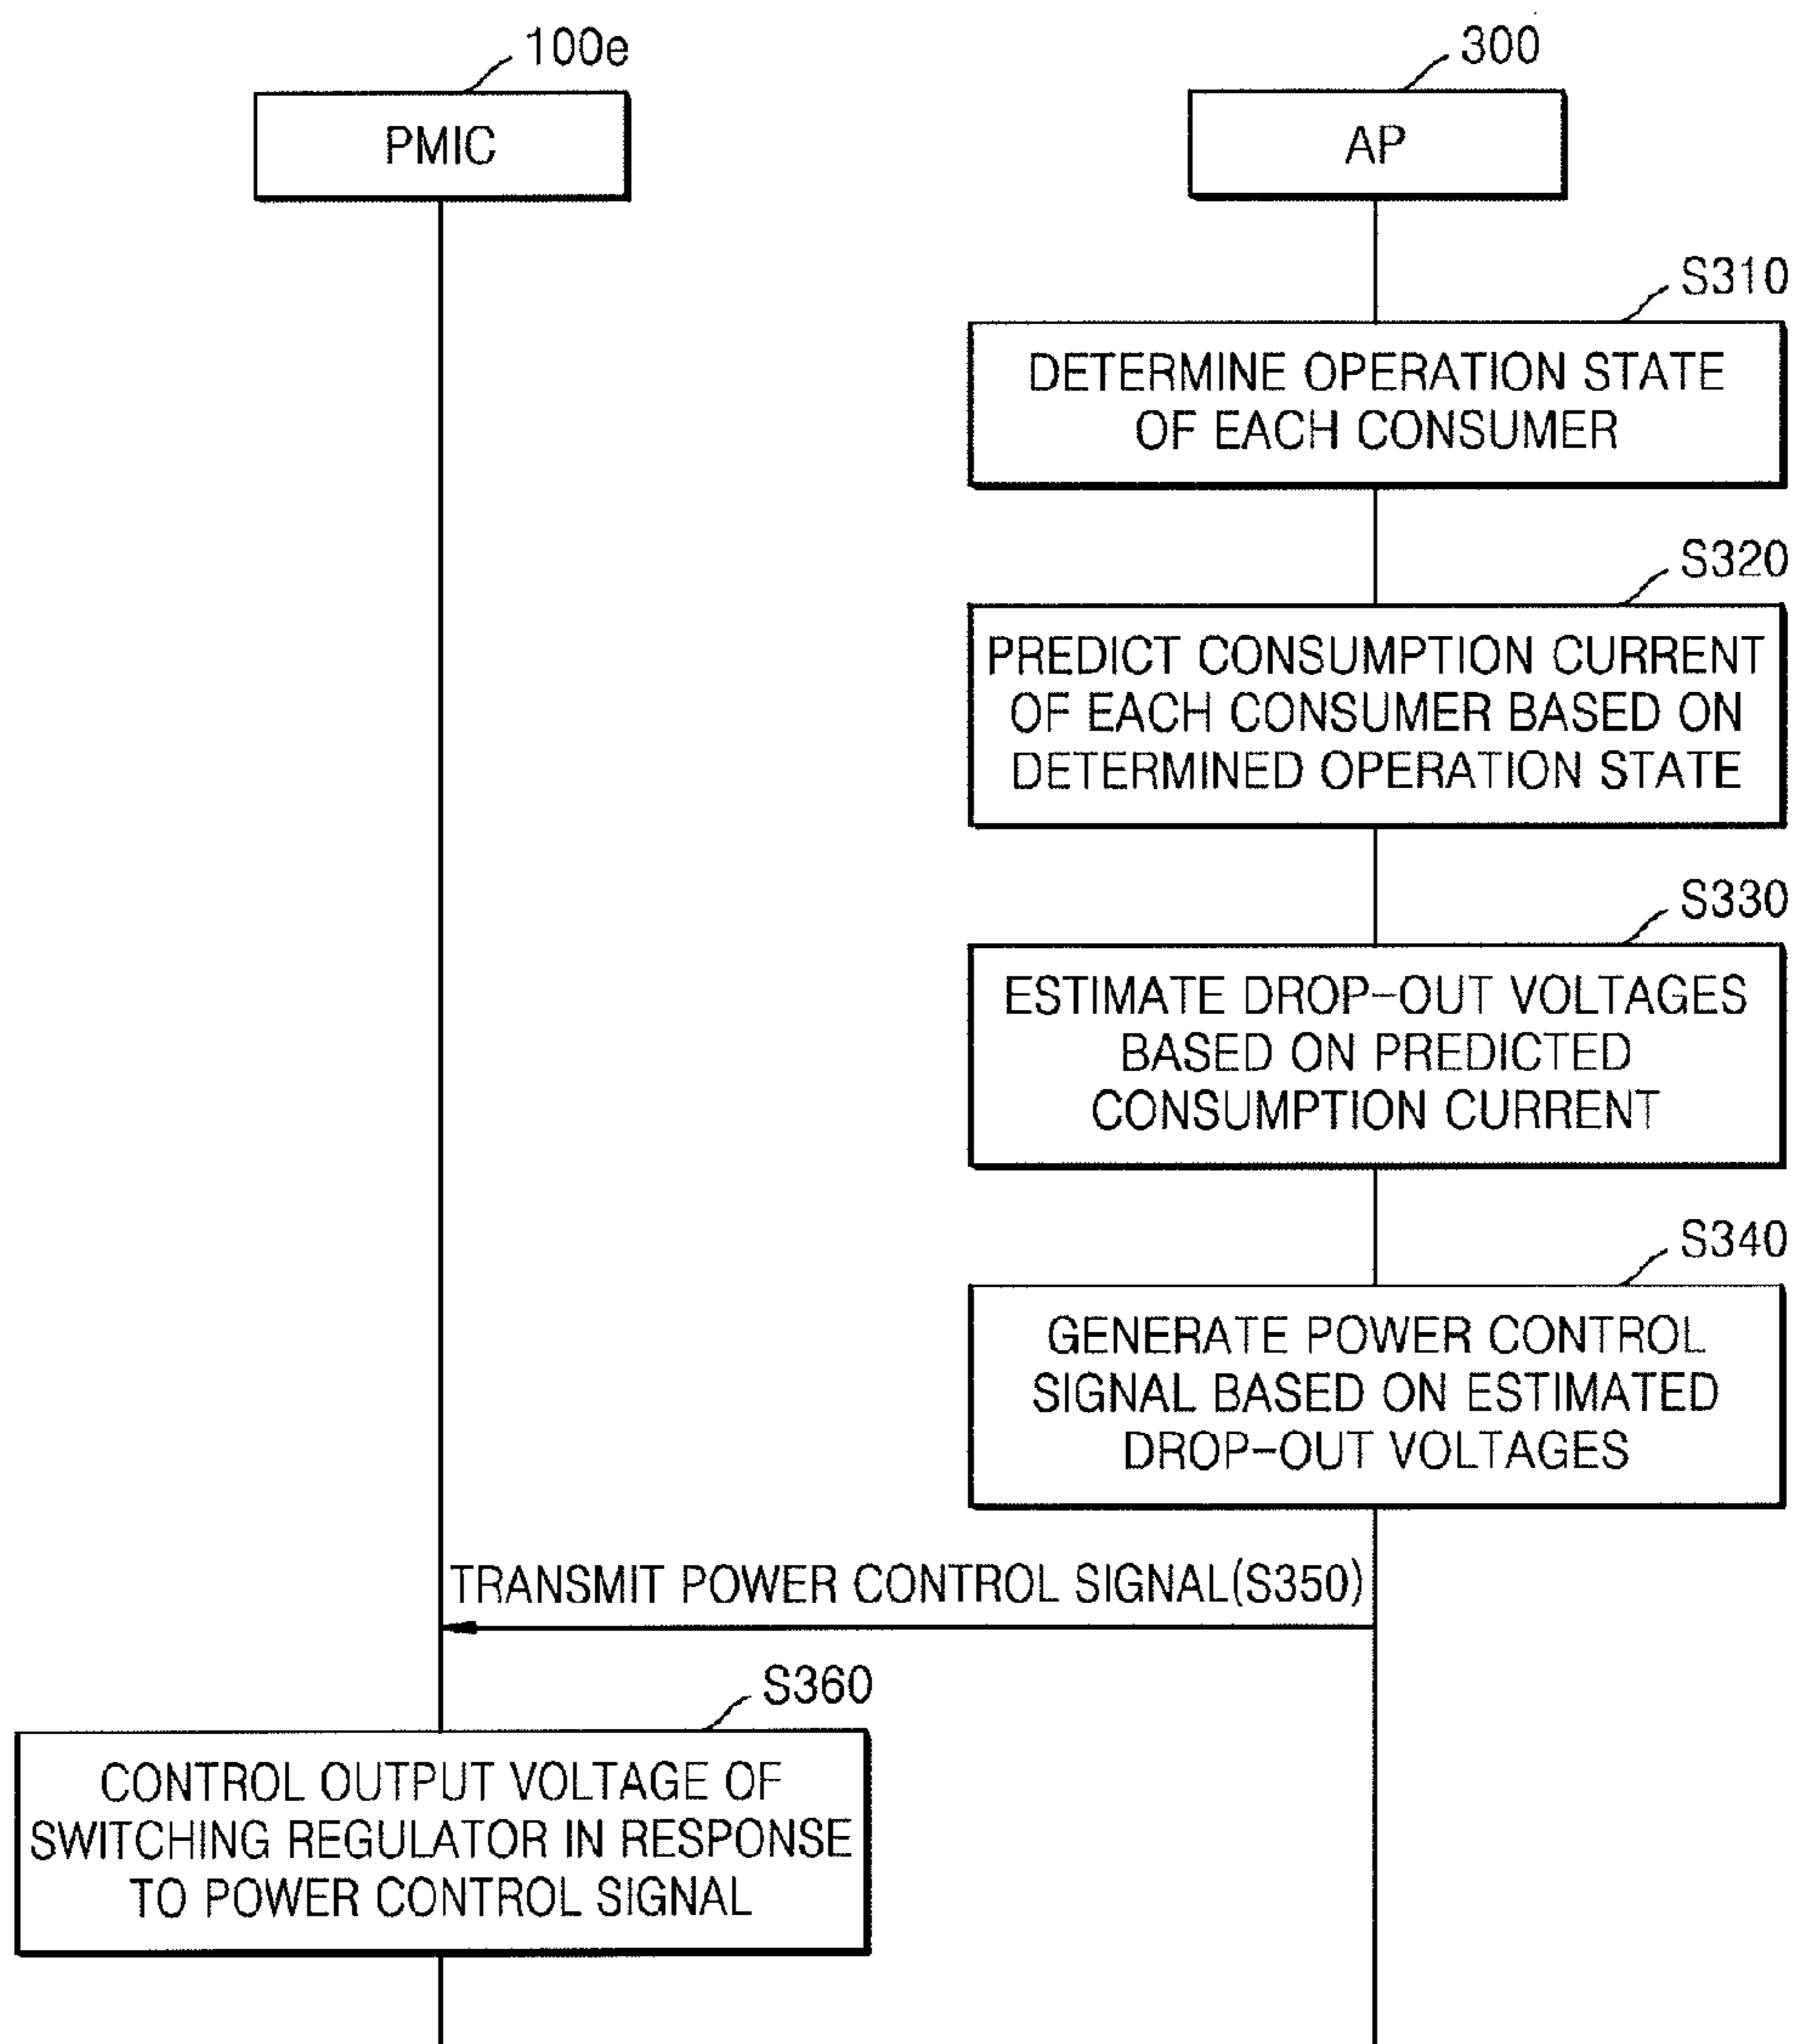 100e
300
PMIC
AP
S310
DETERMINE OPERATION STATE
OF EACH CONSUMER
S320
PREDICT CONSUMPTION CURRENT
OF EACH CONSUMER BASED ON
DETERMINED OPERATION STATE
S330
ESTIMATE DROP-OUT VOLTAGES
BASED ON PREDICTED
CONSUMPTION CURRENT
S340
GENERATE POWER CONTROL
SIGNAL BASED ON ESTIMATED
DROP-OUT VOLTAGES
TRANSMIT POWER CONTROL SIGNAL(S350)
S360
CONTROL OUTPUT VOLTAGE OF
SWITCHING REGULATOR IN RESPONSE
TO POWER CONTROL SIGNAL